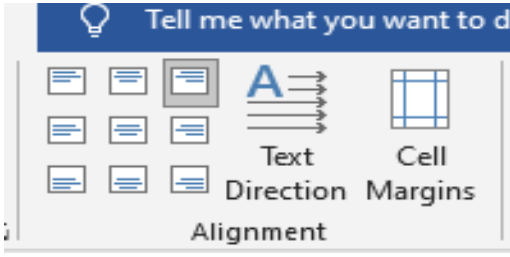 Tell me what you want to d
Text Direction
Cell Margins
Alignment